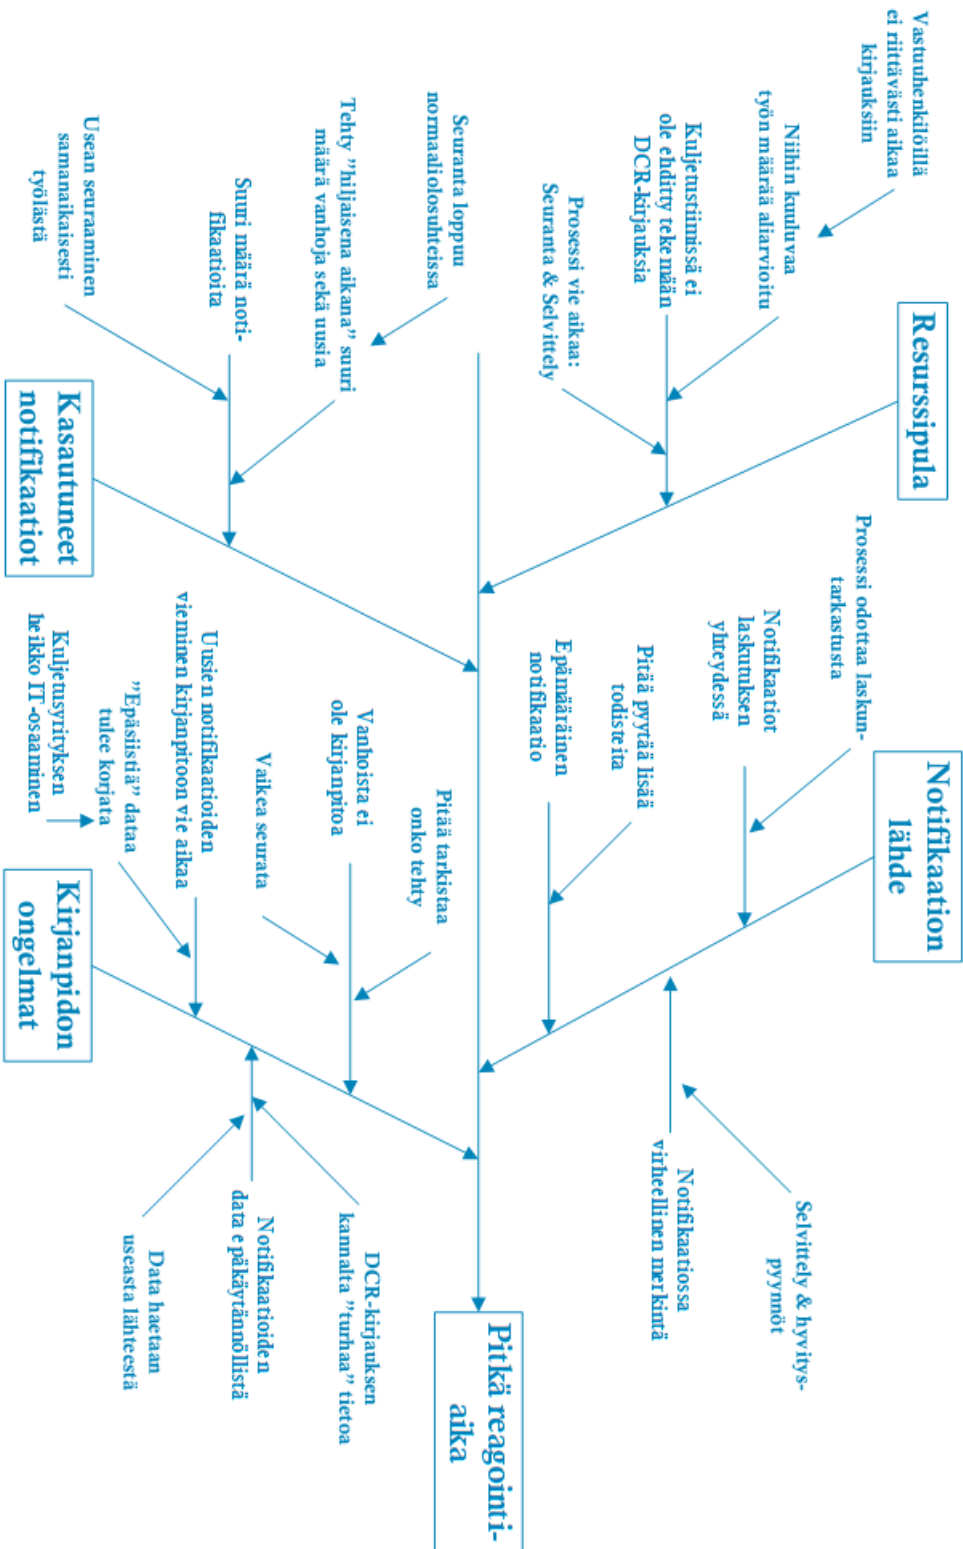 Vastuuhenkilöillä
ei riittävästi aikaa
kirjauksiin
Niihin kuluvaa
työn määrää aliarvioitu
Kuljetustiimissä ei
ole ehditty tekemään
DCR-kirjauksia
Prosessi vie aikaa:
Seuranta & Selvittely
Resurssipula
Prosessi odottaa laskun-
tarkastusta
Notifikaatiot
laskutuksen
yhteydessä
Pitää pyytää lisää
todisteita
Epämääräinen
notifikaatio
Notifikaation
lähde
Selvittely & hyvitys-
pyynnöt
Notifikaatiossa
virheellinen merkintä
Pitkä reagointi-
aika
Seuranta loppuu
normaaliolosuhteissa
Tehty ”hiljaisena aikana” suuri
määrä vanhoja sekä uusia
Suuri määrä noti-
fikaatioita
Usean seuraaminen
samanaikaisesti
työlästä
Kasautuneet
notifikaatiot
Pitää tarkistaa
onko tehty
Vanhoista ei
ole kirjanpitoa
Vaikea seurata
Uusien notifikaatioiden
vieminen kirjanpitoon vie aikaa
”Epäsiistiä” dataa
tulee korjata
Kuljetusyrityksen
heikko IT-osaaminen
Kirjanpidon
ongelmat
DCR-kirjauksen
kannalta ”turhaa” tietoa
Notifikaatioiden
data epäkäytännöllistä
Data haetaan
useasta lähteestä